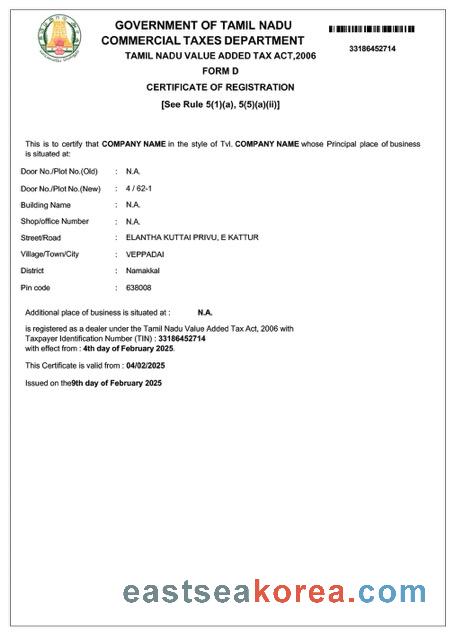 GOVERNMENT OF TAMIL NADU
COMMERCIAL TAXES DEPARTMENT
TAMIL NADU VALUE ADDED TAX ACT,2006
33186452714
FORM D
CERTIFICATE OF REGISTRATION
[See Rule 5(1)(a), 5(5)(a)(ii)]
This is to certify that COMPANY NAME in the style of Tvl. COMPANY NAME whose Principal place of business
is situated at:
Door No./Plot No.(Old) : N.A.
Door No./Plot No.(New) : 4 / 62-1
Building Name : N.A.
Shop/office Number : N.A.
Street/Road : ELANTHA KUTTAI PRIVU, E KATTUR
Village/Town/City : VEPPADAI
District : Namakkal
Pin code : 638008
Additional place of business is situated at : N.A.
is registered as a dealer under the Tamil Nadu Value Added Tax Act, 2006 with
Taxpayer Identification Number (TIN) : 33186452714
with effect from : 4th day of February 2025.
This Certificate is valid from : 04/02/2025
Issued on the9th day of February 2025
eastseakorea.com